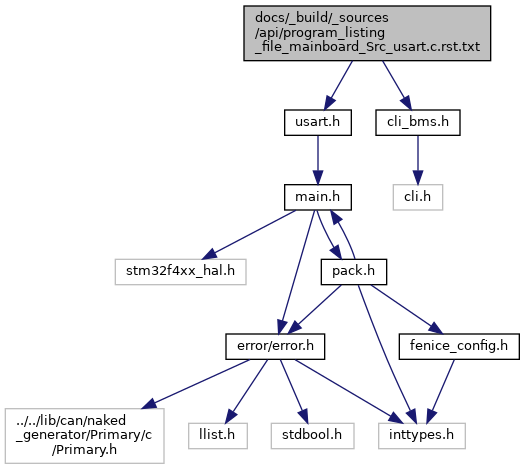 docs/_build/_sources
/api/program_listing
_file_mainboard_Src_usart.c.rst.txt
usart.h
cli_bms.h
main.h
cli.h
stm32f4xx_hal.h
pack.h
error/error.h
fenice_config.h
../../lib/can/naked
_generator/Primary/c
/Primary.h
llist.h
stdbool.h
inttypes.h